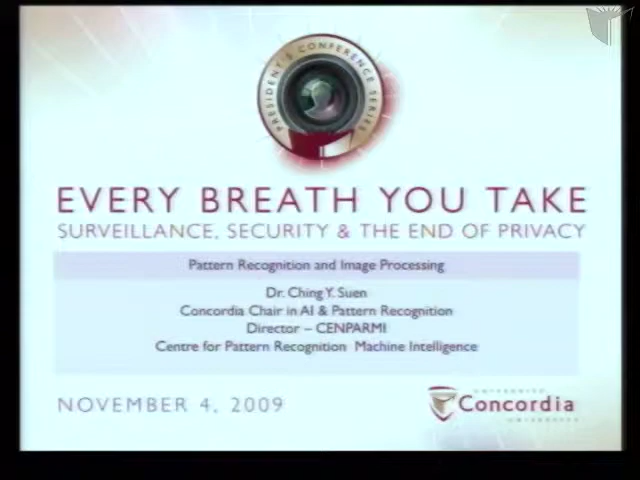 PRESIDENT'S CONFERENCE SERIES
EVERY BREATH YOU TAKE
SURVEILLANCE, SECURITY & THE END OF PRIVACY
Pattern Recognition and Image Processing
Dr. Ching Y. Suen
Concordia Chair in AI & Pattern Recognition
Director – CENPARMI
Centre for Pattern Recognition Machine Intelligence
NOVEMBER 4, 2009
UNIVERSITÉ
Concordia
UNIVERSITY